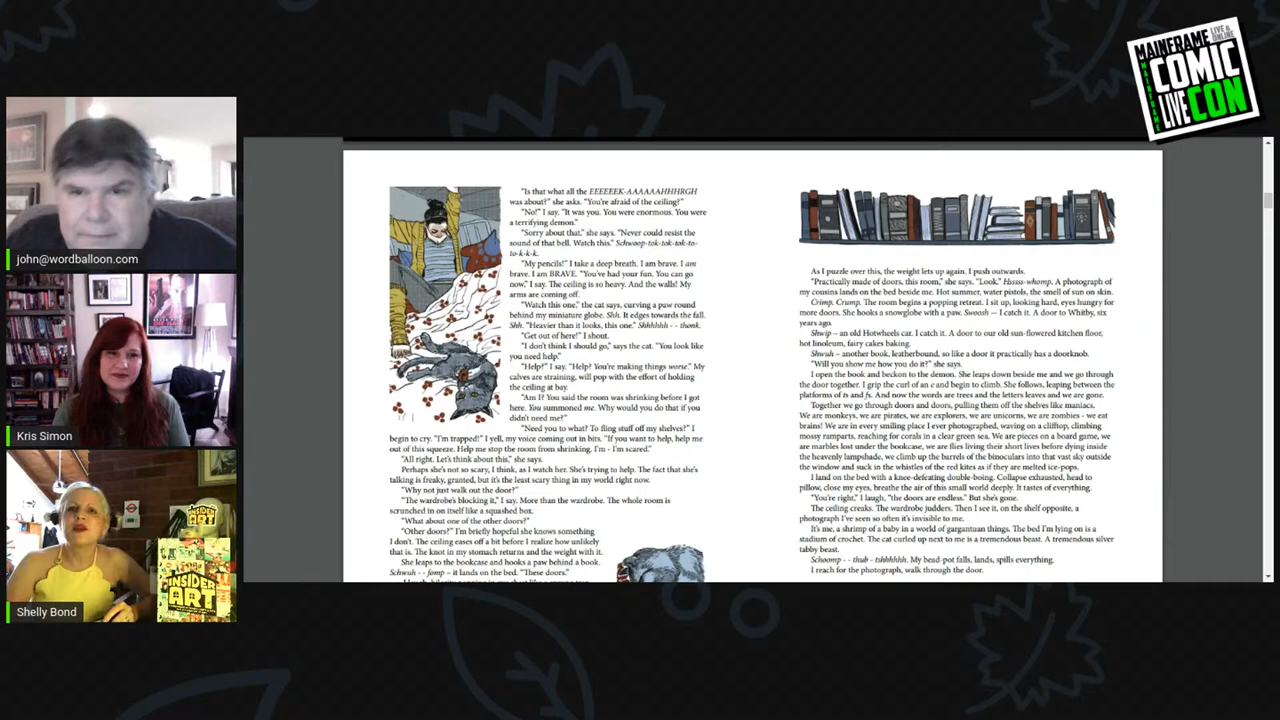 MAINFRAME
LIVE &
ONLINE
MAINFRAME
COMIC
LIVE CON
john@wordballoon.com
Kris Simon
INSIDER
ART
INSIDER
ART
Shelly Bond
"Is that what all the EEEEEEK-AAAAAAHHHRGH
was about?" she asks. "You're afraid of the ceiling?"
"No!" I say. "It was you. You were enormous. You were
a terrifying demon."
"Sorry about that," she says. "Never could resist the
sound of that bell. Watch this." Schwoop-tok-tok-tok-to-
to-k-k-k.
"My pencils!" I take a deep breath. I am brave. I am
brave. I am BRAVE. "You've had your fun. You can go
now," I say. The ceiling is so heavy. And the walls! My
arms are coming off.
"Watch this one," the cat says, curving a paw round
behind my miniature globe. Shh. It edges towards the fall.
Shh. "Heavier than it looks, this one." Shhhhhh - - thonk.
"Get out of here!" I shout.
"I don't think I should go," says the cat. "You look like
you need help."
"Help?" I say. "Help? You're making things worse." My
calves are straining, will pop with the effort of holding
the ceiling at bay.
"Am I? You said the room was shrinking before I got
here. You summoned me. Why would you do that if you
didn't need me?"
"Need you to what? To fling stuff off my shelves?" I
begin to cry. "I'm trapped!" I yell, my voice coming out in bits. "If you want to help, help me
out of this squeeze. Help me stop the room from shrinking. I'm - I'm scared."
"All right. Let's think about this," she says.
Perhaps she's not so scary, I think, as I watch her. She's trying to help. The fact that she's
talking is freaky, granted, but it's the least scary thing in my world right now.
"Why not just walk out the door?"
"The wardrobe's blocking it," I say. More than the wardrobe. The whole room is
scrunched in on itself like a squashed box.
"What about one of the other doors?"
"Other doors?" I'm briefly hopeful she knows something
I don't. The ceiling eases off a bit before I realize how unlikely
that is. The knot in my stomach returns and the weight with it.
She leaps to the bookcase and hooks a paw behind a book.
Schwuh - - fomp – it lands on the bed. "These doors."
As I puzzle over this, the weight lets up again. I push outwards.
"Practically made of doors, this room," she says. "Look." Hssss-whomp. A photograph of
my cousins lands on the bed beside me. Hot summer, water pistols, the smell of sun on skin.
Crimp. Crump. The room begins a popping retreat. I sit up, looking hard, eyes hungry for
more doors. She hooks a snowglobe with a paw. Swoosh — I catch it. A door to Whitby, six
years ago.
Shwip – an old Hotwheels car. I catch it. A door to our old sun-flowered kitchen floor,
hot linoleum, fairy cakes baking.
Shwuh – another book, leatherbound, so like a door it practically has a doorknob.
"Will you show me how you do it?" she says.
I open the book and beckon to the demon. She leaps down beside me and we go through
the door together. I grip the curl of an e and begin to climb. She follows, leaping between the
platforms of ts and fs. And now the words are trees and the letters leaves and we are gone.
Together we go through doors and doors, pulling them off the shelves like maniacs.
We are monkeys, we are pirates, we are explorers, we are unicorns, we are zombies - we eat
brains! We are in every smiling place I ever photographed, waving on a clifftop, climbing
mossy ramparts, reaching for corals in a clear green sea. We are pieces on a board game, we
are marbles lost under the bookcase, we are flies living their short lives before dying inside
the heavenly lampshade, we climb up the barrels of the binoculars into that vast sky outside
the window and suck in the whistles of the red kites as if they are melted ice-pops.
I land on the bed with a knee-defeating double-boing. Collapse exhausted, head to
pillow, close my eyes, breathe the air of this small world deeply. It tastes of everything.
"You're right," I laugh, "the doors are endless." But she's gone.
The ceiling creaks. The wardrobe judders. Then I see it, on the shelf opposite, a
photograph I've seen so often it's invisible to me.
It's me, a shrimp of a baby in a world of gargantuan things. The bed I'm lying on is a
stadium of crochet. The cat curled up next to me is a tremendous beast. A tremendous silver
tabby beast.
Schoomp - - thub - tshhhhhhh. My bead-pot falls, lands, spills everything.
I reach for the photograph, walk through the door.